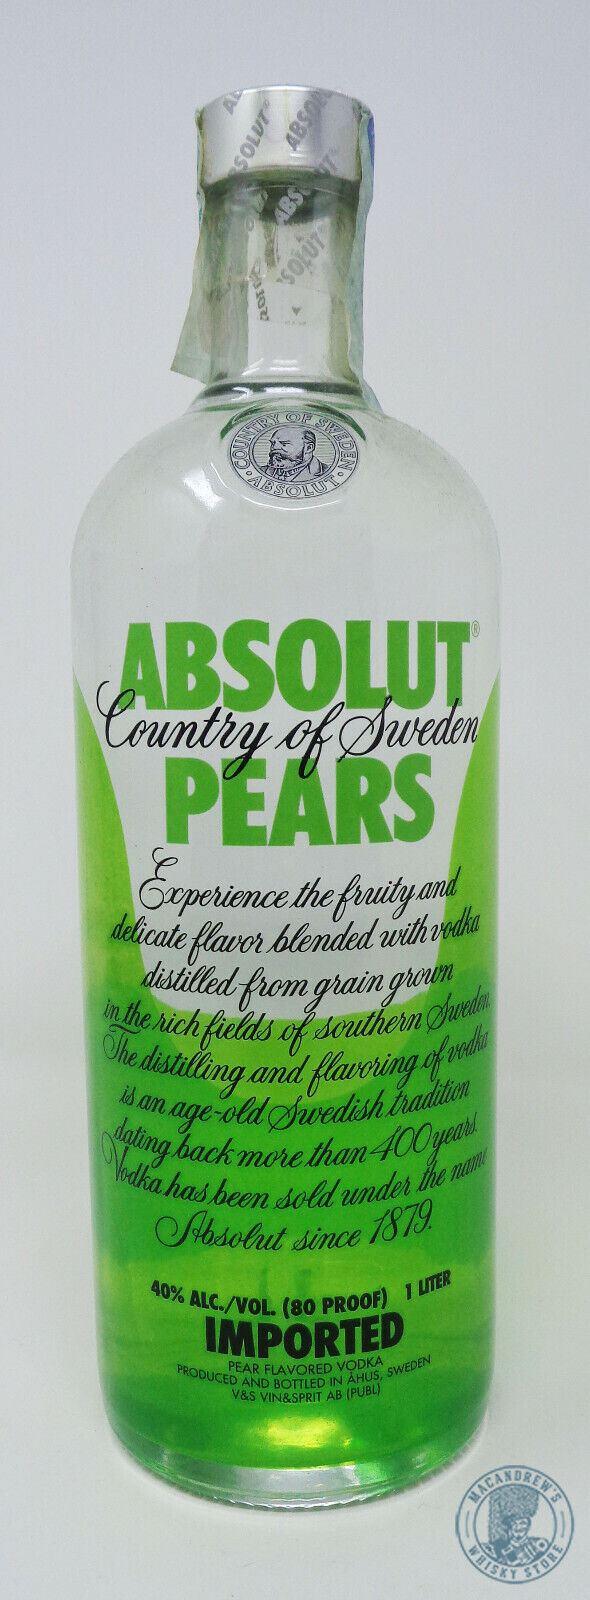 ABSOLUT
ABSOLUT
ABSOLUT
COUNTRY OF SWEDEN
· ABSOLUT ·
ABSOLUT®
Country of Sweden
PEARS
Experience the fruity and
delicate flavor blended with vodka
distilled from grain grown
in the rich fields of southern Sweden.
The distilling and flavoring of vodka
is an age-old Swedish tradition
dating back more than 400 years.
Vodka has been sold under the name
Absolut since 1879.
40% ALC./VOL. (80 PROOF) 1 LITER
IMPORTED
PEAR FLAVORED VODKA
PRODUCED AND BOTTLED IN ÅHUS, SWEDEN
V&S VIN&SPRIT AB (PUBL)
MACANDREW'S
WHISKY STORE